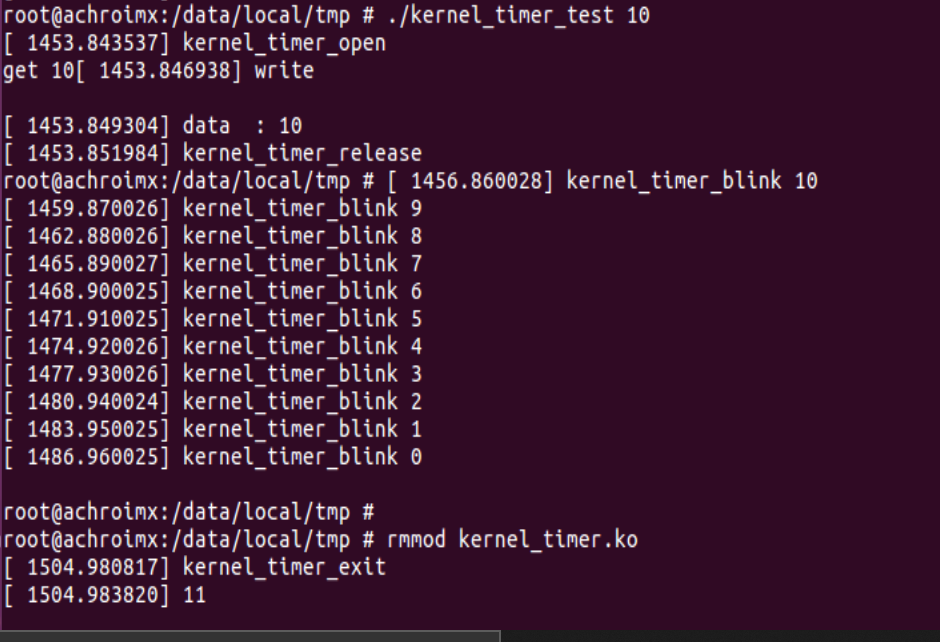 root@achroimx:/data/local/tmp # ./kernel_timer_test 10
[ 1453.843537] kernel_timer_open
get 10[ 1453.846938] write
[ 1453.849304] data  : 10
[ 1453.851984] kernel_timer_release
root@achroimx:/data/local/tmp # [ 1456.860028] kernel_timer_blink 10
[ 1459.870026] kernel_timer_blink 9
[ 1462.880026] kernel_timer_blink 8
[ 1465.890027] kernel_timer_blink 7
[ 1468.900025] kernel_timer_blink 6
[ 1471.910025] kernel_timer_blink 5
[ 1474.920026] kernel_timer_blink 4
[ 1477.930026] kernel_timer_blink 3
[ 1480.940024] kernel_timer_blink 2
[ 1483.950025] kernel_timer_blink 1
[ 1486.960025] kernel_timer_blink 0
root@achroimx:/data/local/tmp #
root@achroimx:/data/local/tmp # rmmod kernel_timer.ko
[ 1504.980817] kernel_timer_exit
[ 1504.983820] 11